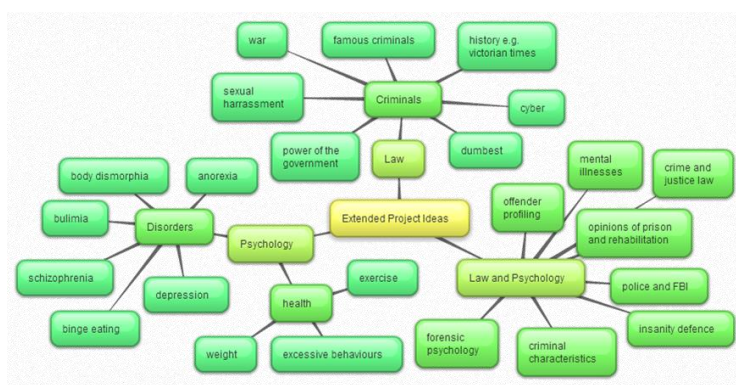 war
famous criminals
history e.g.
victorian times
sexual
harrassment
Criminals
cyber
power of the
government
dumbest
Law
mental
illnesses
crime and
justice law
body dismorphia
anorexia
offender
profiling
bulimia
Disorders
Extended Project Ideas
opinions of prison
and rehabilitation
Psychology
schizophrenia
depression
exercise
Law and Psychology
police and FBI
health
binge eating
insanity defence
weight
excessive behaviours
forensic
psychology
criminal
characteristics